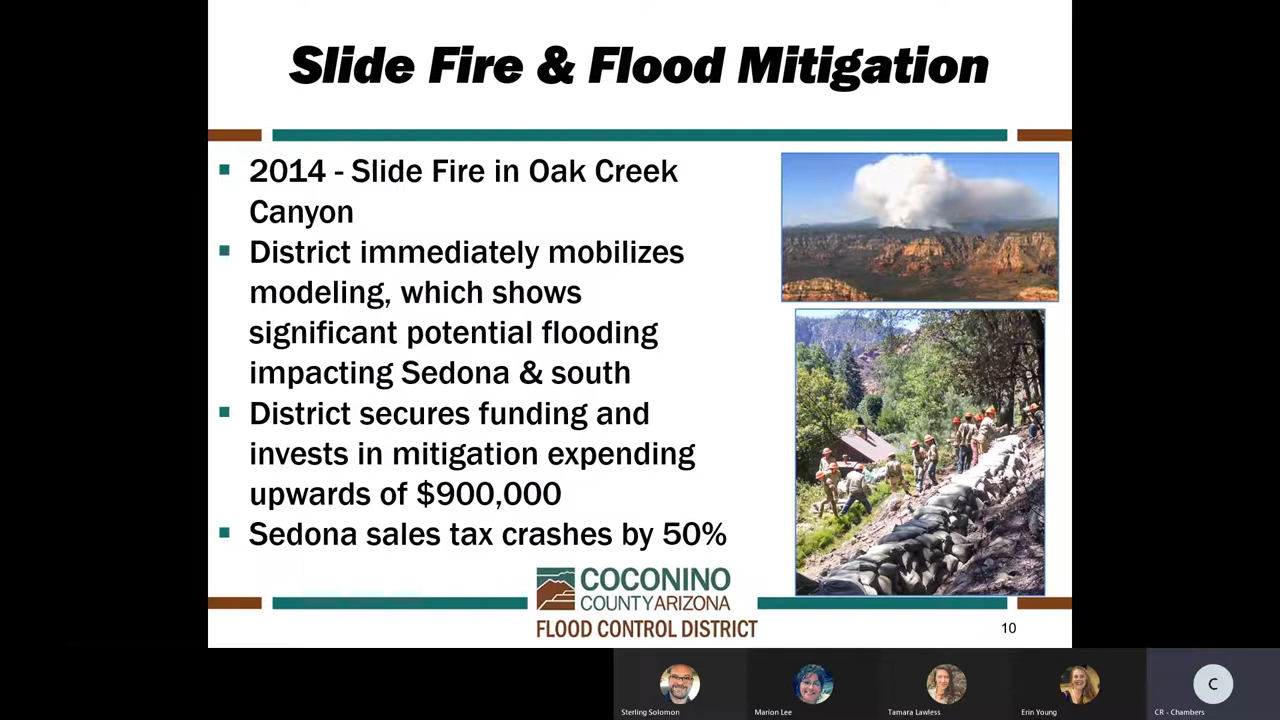 Slide Fire & Flood Mitigation
2014 - Slide Fire in Oak Creek
Canyon
District immediately mobilizes
modeling, which shows
significant potential flooding
impacting Sedona & south
District secures funding and
invests in mitigation expending
upwards of $900,000
Sedona sales tax crashes by 50%
COCONINO
COUNTY ARIZONA
FLOOD CONTROL DISTRICT
10
C
Sterling Solomon
Marion Lee
Tamara Lawless
Erin Young
CR - Chambers